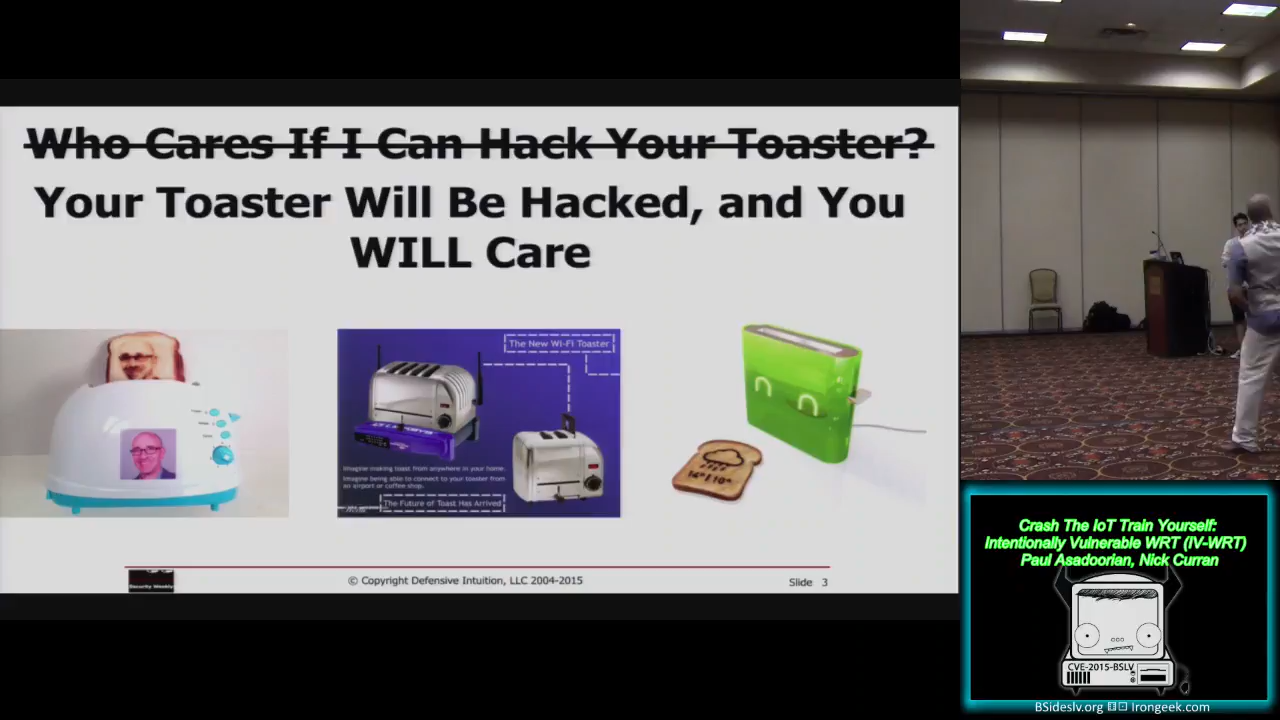 Who Cares If I Can Hack Your Toaster?
Your Toaster Will Be Hacked, and You
WILL Care
The New Wi-Fi Toaster
Imagine making toast from anywhere in your home.
Imagine being able to connect to your toaster from
an airport or coffee shop.
The Future of Toast Has Arrived
Security Weekly
© Copyright Defensive Intuition, LLC 2004-2015
Slide 3
Crash The IoT Train Yourself:
Intentionally Vulnerable WRT (IV-WRT)
Paul Asadoorian, Nick Curran
CVE-2015-BSLV
BSideslv.org Irongeek.com